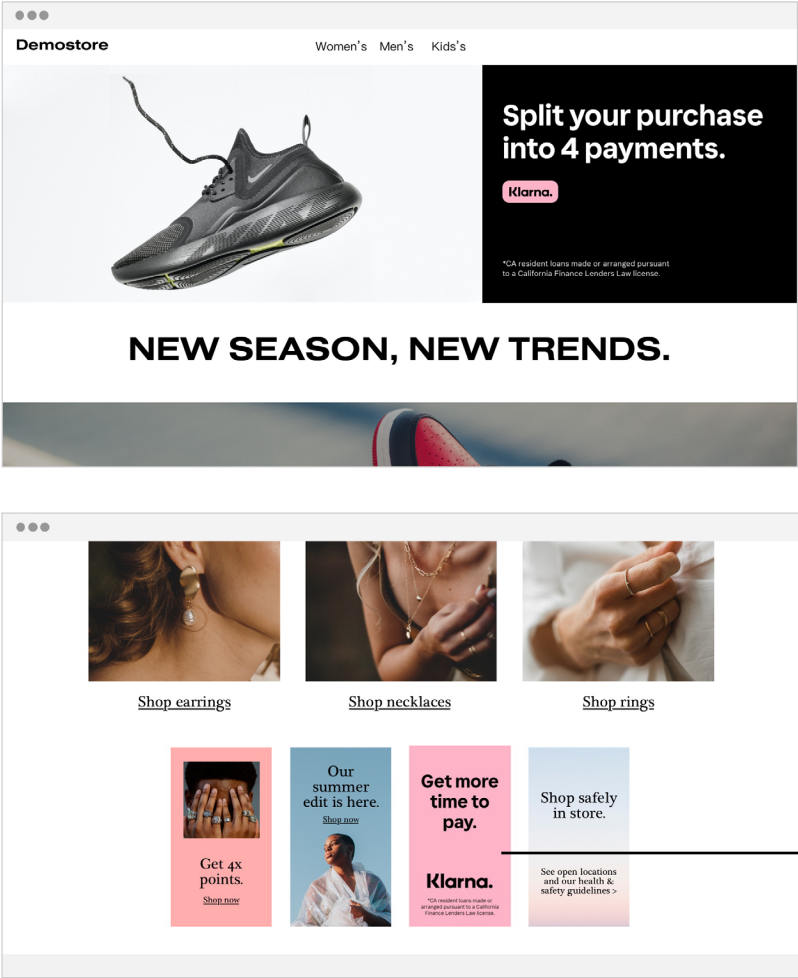 Demostore
Women's Men's Kid's
Split your purchase
into 4 payments.
Klarna.
*CA resident loans made or arranged pursuant
to a California Finance Lenders Law license.
NEW SEASON, NEW TRENDS.
Shop earrings
Shop necklaces
Shop rings
Get 4x
points.
Shop now
Our
summer
edit is here.
Shop now
Get more
time to
pay.
Klarna.
*CA resident loans made or
arranged pursuant to a California
Finance Lenders Law license.
Shop safely
in store.
See open locations
and our health &
safety guidelines >